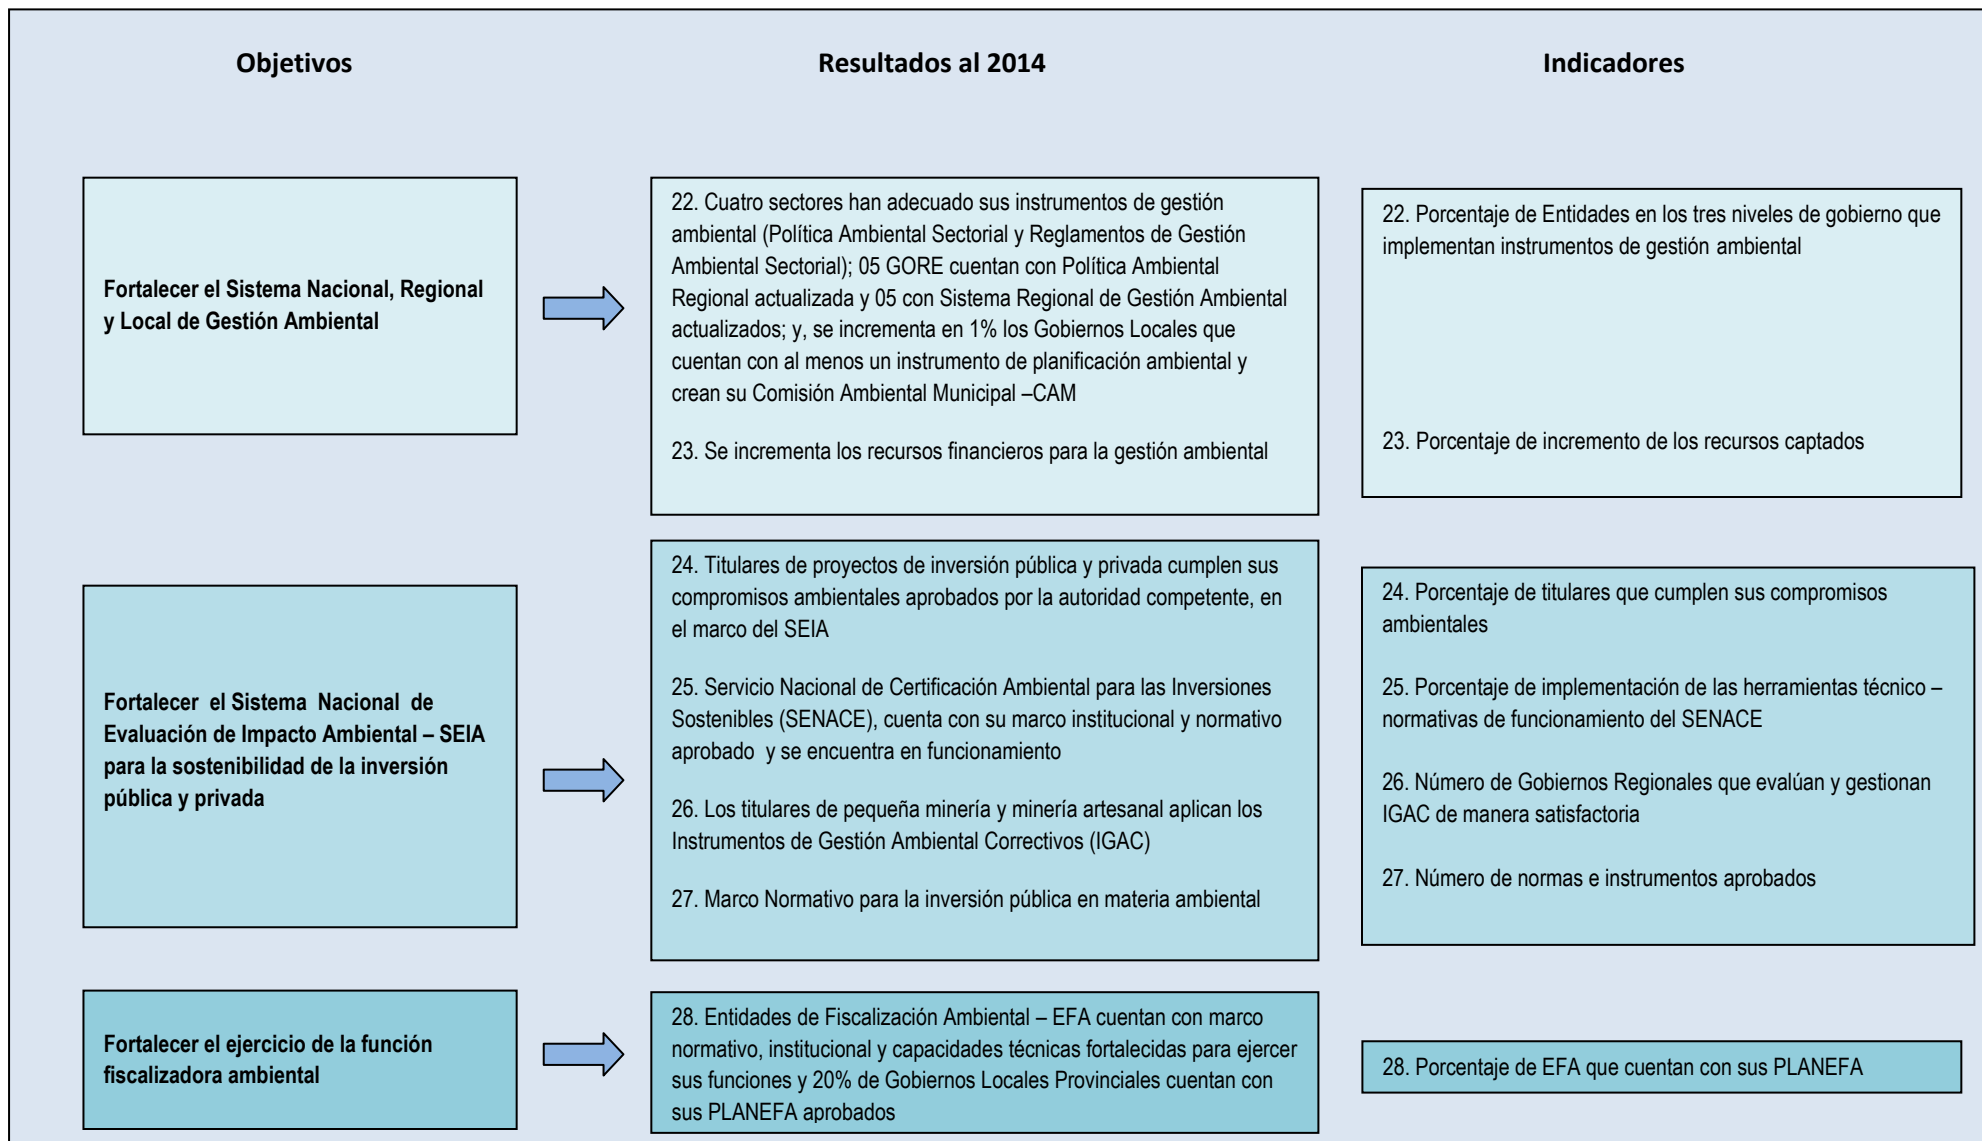 Objetivos
Resultados al 2014
Indicadores
Fortalecer el Sistema Nacional, Regional
y Local de Gestión Ambiental
22. Cuatro sectores han adecuado sus instrumentos de gestión
ambiental (Política Ambiental Sectorial y Reglamentos de Gestión
Ambiental Sectorial); 05 GORE cuentan con Política Ambiental
Regional actualizada y 05 con Sistema Regional de Gestión Ambiental
actualizados; y, se incrementa en 1% los Gobiernos Locales que
cuentan con al menos un instrumento de planificación ambiental y
crean su Comisión Ambiental Municipal –CAM
23. Se incrementa los recursos financieros para la gestión ambiental
22. Porcentaje de Entidades en los tres niveles de gobierno que
implementan instrumentos de gestión ambiental
23. Porcentaje de incremento de los recursos captados
Fortalecer el Sistema Nacional de
Evaluación de Impacto Ambiental – SEIA
para la sostenibilidad de la inversión
pública y privada
24. Titulares de proyectos de inversión pública y privada cumplen sus
compromisos ambientales aprobados por la autoridad competente, en
el marco del SEIA
25. Servicio Nacional de Certificación Ambiental para las Inversiones
Sostenibles (SENACE), cuenta con su marco institucional y normativo
aprobado y se encuentra en funcionamiento
26. Los titulares de pequeña minería y minería artesanal aplican los
Instrumentos de Gestión Ambiental Correctivos (IGAC)
27. Marco Normativo para la inversión pública en materia ambiental
24. Porcentaje de titulares que cumplen sus compromisos
ambientales
25. Porcentaje de implementación de las herramientas técnico –
normativas de funcionamiento del SENACE
26. Número de Gobiernos Regionales que evalúan y gestionan
IGAC de manera satisfactoria
27. Número de normas e instrumentos aprobados
Fortalecer el ejercicio de la función
fiscalizadora ambiental
28. Entidades de Fiscalización Ambiental – EFA cuentan con marco
normativo, institucional y capacidades técnicas fortalecidas para ejercer
sus funciones y 20% de Gobiernos Locales Provinciales cuentan con
sus PLANEFA aprobados
28. Porcentaje de EFA que cuentan con sus PLANEFA